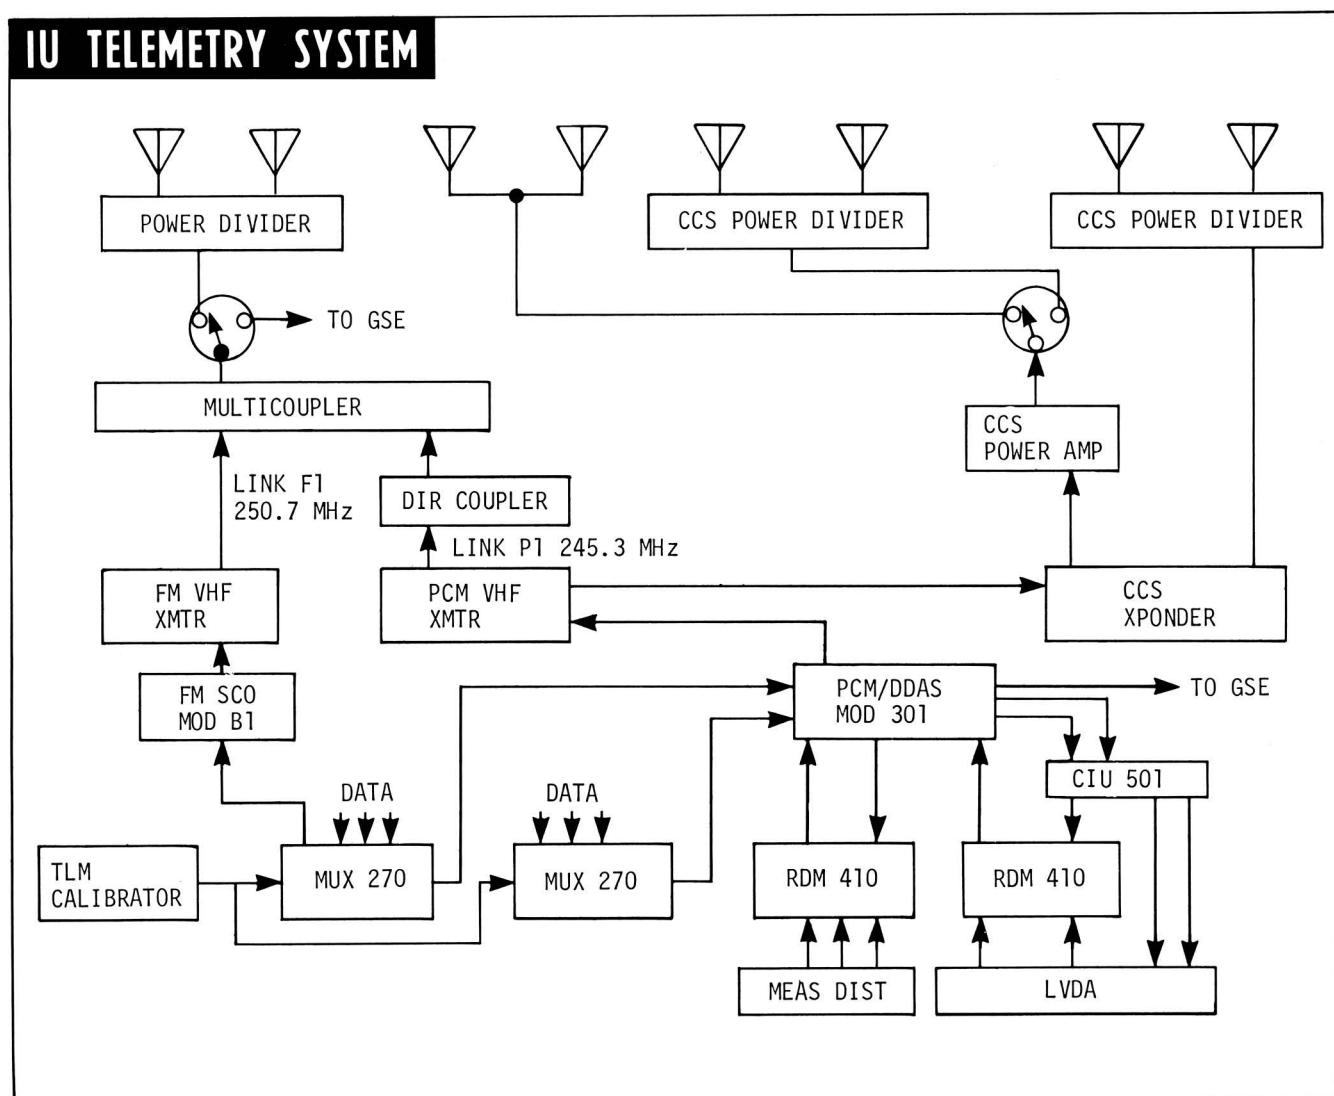 IU TELEMETRY SYSTEM
POWER DIVIDER
CCS POWER DIVIDER
CCS POWER DIVIDER
TO GSE
MULTICOUPLER
CCS
POWER AMP
LINK F1
250.7 MHz
DIR COUPLER
LINK P1 245.3 MHz
FM VHF
XMTR
PCM VHF
XMTR
CCS
XPONDER
FM SCO
MOD B1
PCM/DDAS
MOD 301
TO GSE
CIU 501
DATA
DATA
TLM
CALIBRATOR
MUX 270
MUX 270
RDM 410
RDM 410
MEAS DIST
LVDA